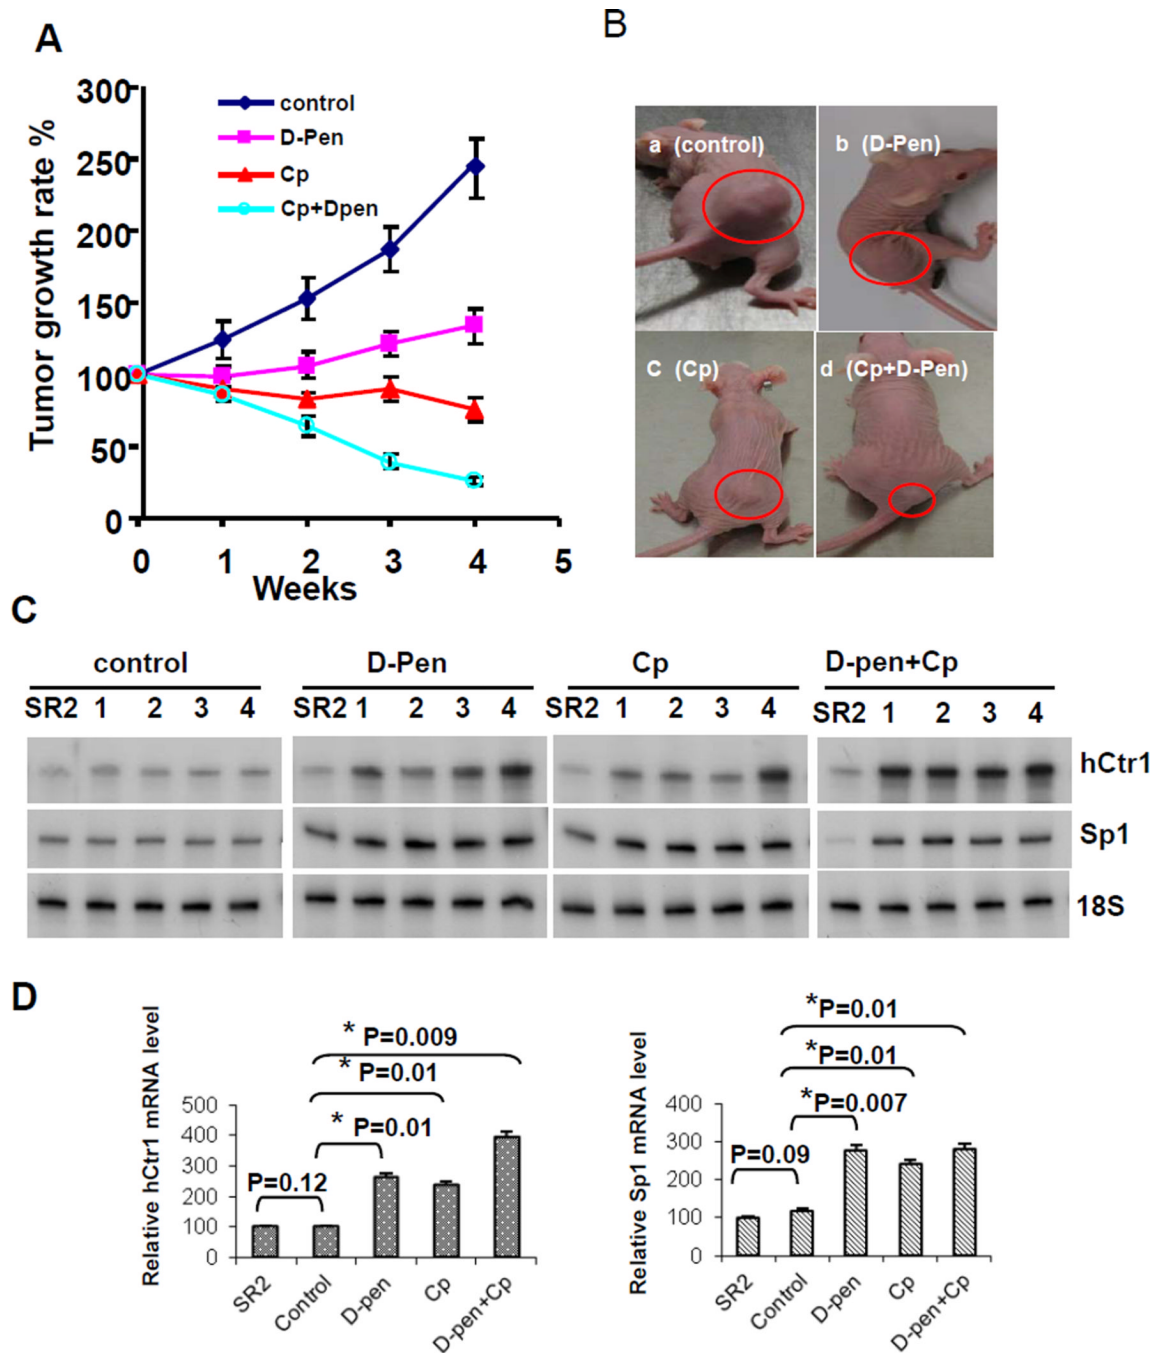 A
Tumor growth rate %
300
250
200
150
100
50
0
0 1 2 3 4 5
Weeks
control
D-Pen
Cp
Cp+Dpen
B
a (control)
b (D-Pen)
C (Cp)
d (Cp+D-Pen)
C
control D-Pen Cp D-pen+Cp
SR2 1 2 3 4 SR2 1 2 3 4 SR2 1 2 3 4 SR2 1 2 3 4
hCtr1
Sp1
18S
D
Relative hCtr1 mRNA level
* P=0.009
* P=0.01
* P=0.01
P=0.12
500
400
300
200
100
0
SR2 Control D-pen Cp D-pen+Cp
Relative Sp1 mRNA level
*P=0.01
*P=0.01
*P=0.007
P=0.09
400
300
200
100
0
SR2 Control D-pen Cp D-pen+Cp